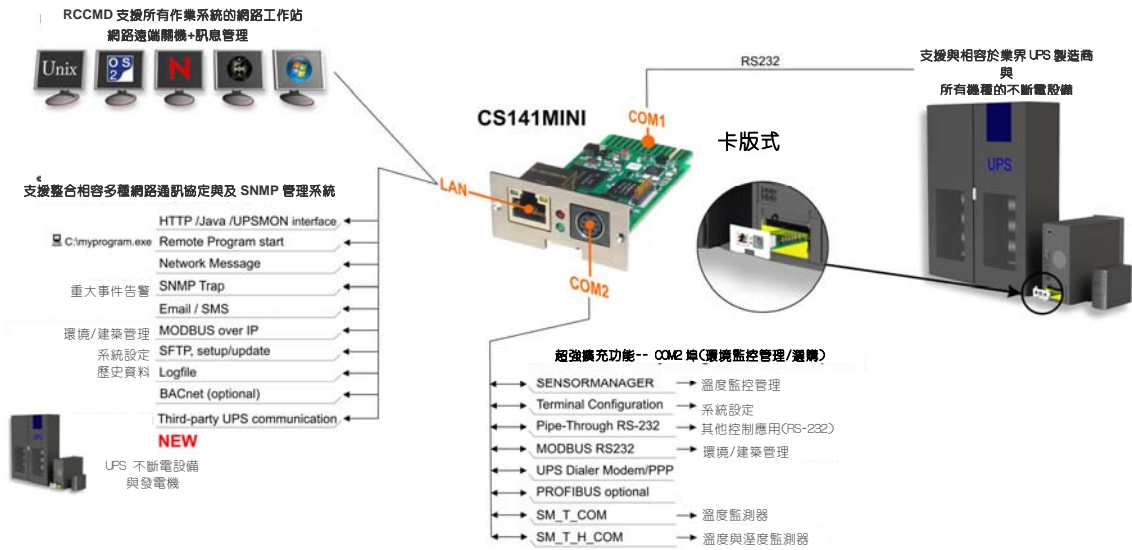 RCCMD 支援所有作業系統的網路工作站
網路遠端關機+訊息管理
Unix
OS
2
N
支援整合相容多種網路通訊協定與及 SNMP 管理系統
HTTP /Java /UPSMON interface
C:\myprogram.exe Remote Program start
Network Message
重大事件告警 SNMP Trap
Email / SMS
環境/建築管理 MODBUS over IP
系統設定 SFTP, setup/update
歷史資料 Logfile
BACnet (optional)
Third-party UPS communication
NEW
UPS
UPS 不斷電設備
與發電機
CS141MINI
COM1
LAN
COM2
RS232
卡版式
支援與相容於業界 UPS 製造商
與
所有機種的不斷電設備
UPS
超強擴充功能-- COM2 埠(環境監控管理/選購)
SENSORMANAGER 溫度監控管理
Terminal Configuration 系統設定
Pipe-Through RS-232 其他控制應用(RS-232)
MODBUS RS232 環境/建築管理
UPS Dialer Modem/PPP
PROFIBUS optional
SM_T_COM 溫度監測器
SM_T_H_COM 溫度與溼度監測器